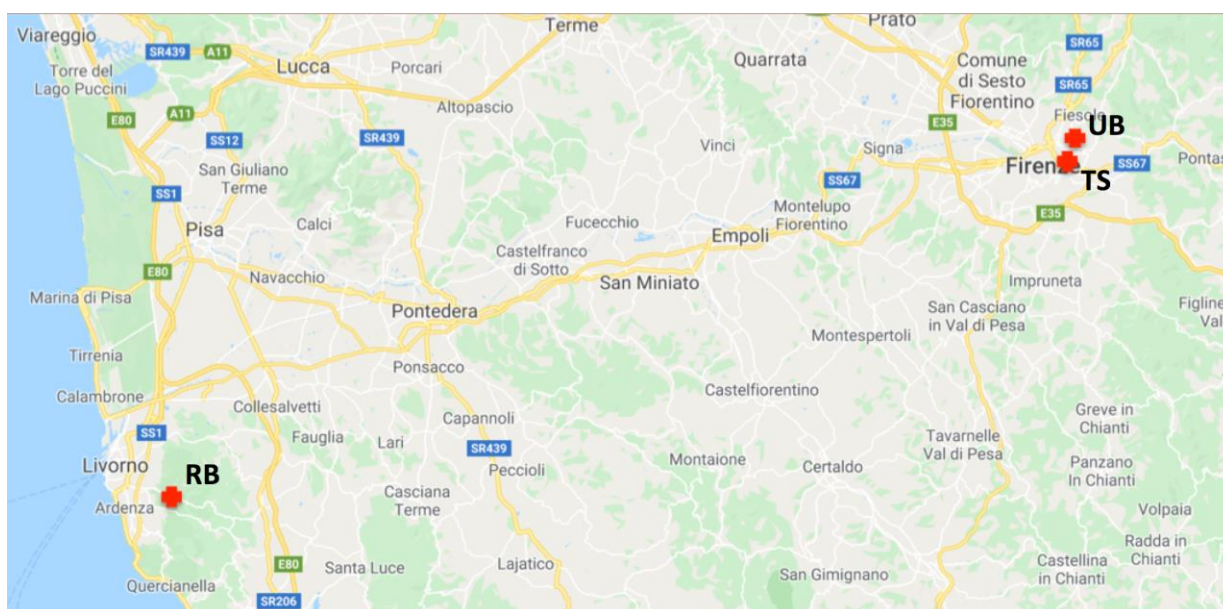 Viareggio
SR439
A11
Terme
Prato
SR65
Torre del
Lago Puccini
Lucca
Porcari
Quarrata
Comune
di Sesto
Fiorentino
SR65
Altopascio
A11
E80
SS12
SR439
Vinci
Signa
E35
Fiesole
UB
San Giuliano
Terme
SS67
Firenze
SS67
Pontas
TS
SS1
Pisa
Calci
Fucecchio
Empoli
Montelupo
Fiorentino
E35
E80
Navacchio
Castelfranco
di Sotto
San Miniato
Impruneta
Marina di Pisa
Pontedera
San Casciano
in Val di Pesa
Figline
Val
Montespertoli
Tirrenia
Ponsacco
Calambrone
Collesalvetti
Castelfiorentino
Capannoli
Greve in
Chianti
SS1
Fauglia
Lari
SR439
Tavarnelle
Val di Pesa
Livorno
RB
Peccioli
Montaione
Certaldo
Panzano
In Chianti
Ardenza
Casciana
Terme
Volpaia
Radda in
Chianti
E80
Santa Luce
Lajatico
San Gimignano
Castellina
in Chianti
Quercianella
SR206